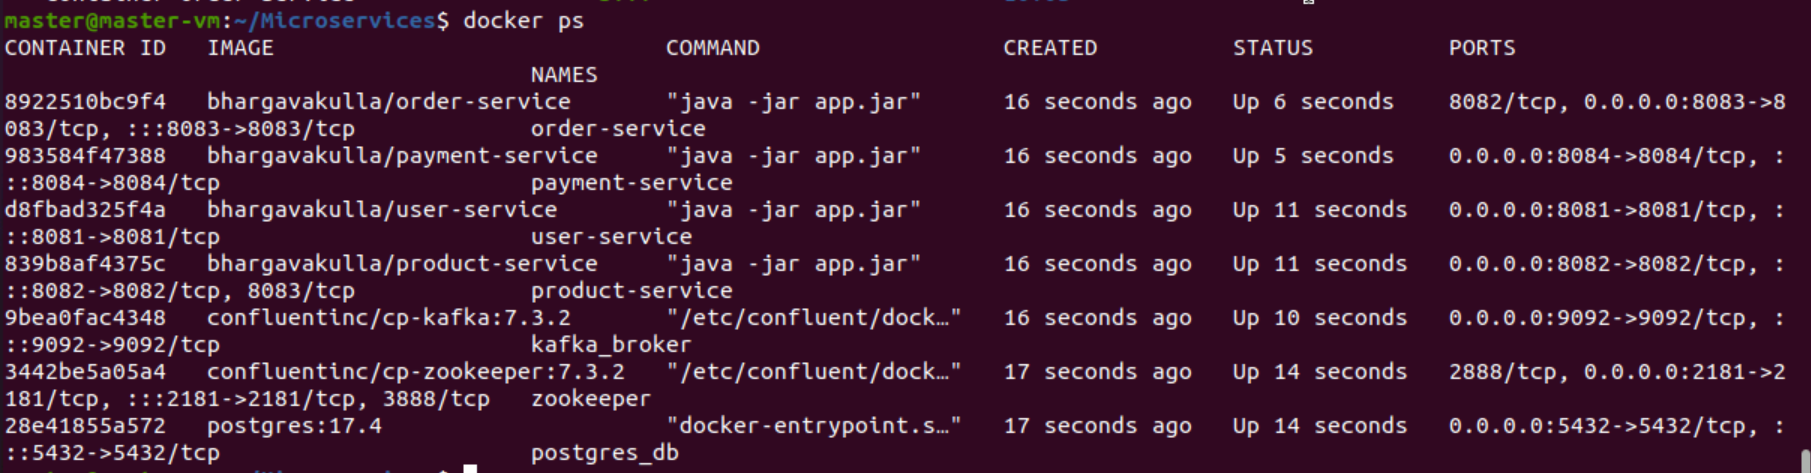 master@master-vm:~/Microservices$ docker ps
CONTAINER ID   IMAGE                             COMMAND                  CREATED          STATUS          PORTS
                                       NAMES
8922510bc9f4   bhargavakulla/order-service       "java -jar app.jar"      16 seconds ago   Up 6 seconds    8082/tcp, 0.0.0.0:8083->8
083/tcp, :::8083->8083/tcp             order-service
983584f47388   bhargavakulla/payment-service     "java -jar app.jar"      16 seconds ago   Up 5 seconds    0.0.0.0:8084->8084/tcp, :
::8084->8084/tcp                       payment-service
d8fbad325f4a   bhargavakulla/user-service        "java -jar app.jar"      16 seconds ago   Up 11 seconds   0.0.0.0:8081->8081/tcp, :
::8081->8081/tcp                       user-service
839b8af4375c   bhargavakulla/product-service     "java -jar app.jar"      16 seconds ago   Up 11 seconds   0.0.0.0:8082->8082/tcp, :
::8082->8082/tcp, 8083/tcp             product-service
9bea0fac4348   confluentinc/cp-kafka:7.3.2       "/etc/confluent/dock…"   16 seconds ago   Up 10 seconds   0.0.0.0:9092->9092/tcp, :
::9092->9092/tcp                       kafka_broker
3442be5a05a4   confluentinc/cp-zookeeper:7.3.2   "/etc/confluent/dock…"   17 seconds ago   Up 14 seconds   2888/tcp, 0.0.0.0:2181->2
181/tcp, :::2181->2181/tcp, 3888/tcp   zookeeper
28e41855a572   postgres:17.4                     "docker-entrypoint.s…"   17 seconds ago   Up 14 seconds   0.0.0.0:5432->5432/tcp, :
::5432->5432/tcp                       postgres_db